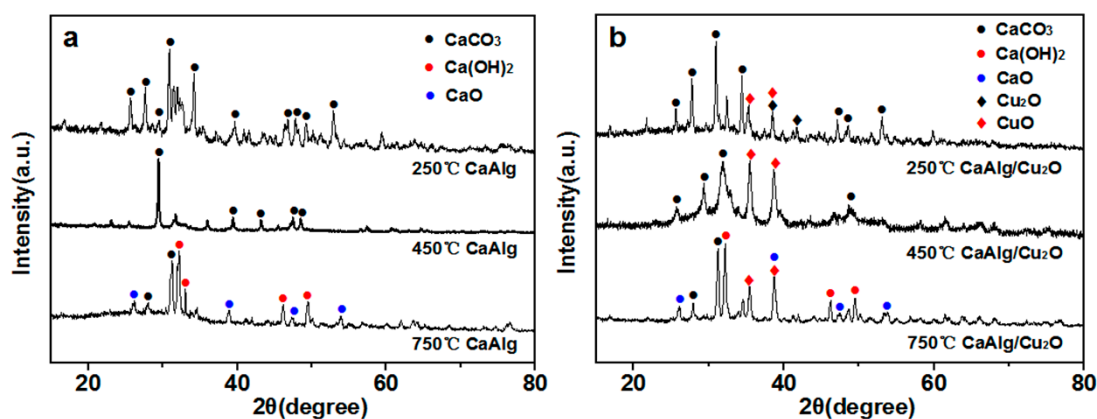 a
CaCO₃
Ca(OH)₂
CaO
250℃ CaAlg
450℃ CaAlg
750℃ CaAlg
Intensity(a.u.)
20 40 60 80
2θ(degree)
b
CaCO₃
Ca(OH)₂
CaO
Cu₂O
CuO
250℃ CaAlg/Cu₂O
450℃ CaAlg/Cu₂O
750℃ CaAlg/Cu₂O
Intensity(a.u.)
20 40 60 80
2θ(degree)